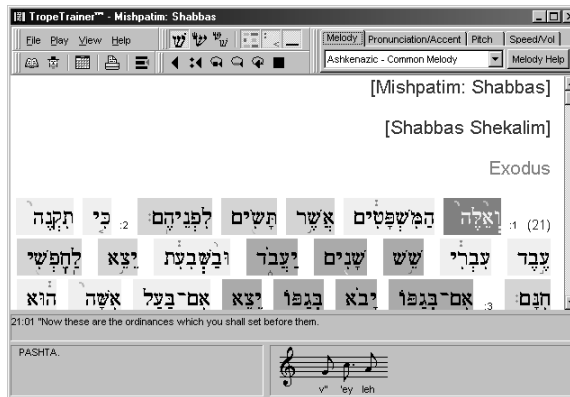 TropeTrainer™ - Mishpatim: Shabbas
File Play View Help
Melody Pronunciation/Accent Pitch Speed/Vol
Ashkenazic - Common Melody Melody Help
[Mishpatim: Shabbas]
[Shabbas Shekalim]
Exodus
(21) 1: וְאֵלֶּה הַמִּשְׁפָּטִים אֲשֶׁר תָּשִׂים לִפְנֵיהֶם: 2: כִּי תִקְנֶה
עֶבֶד עִבְרִי שֵׁשׁ שָׁנִים יַעֲבֹד וּבַשְּׁבִעִת יֵצֵא לַחָפְשִׁי
חִנָּם: 3: אִם־בְּגַפּוֹ יָבֹא בְּגַפּוֹ יֵצֵא אִם־בַּעַל אִשָּׁה הוּא
21:01 "Now these are the ordinances which you shall set before them.
PASHTA.
v" 'ey leh